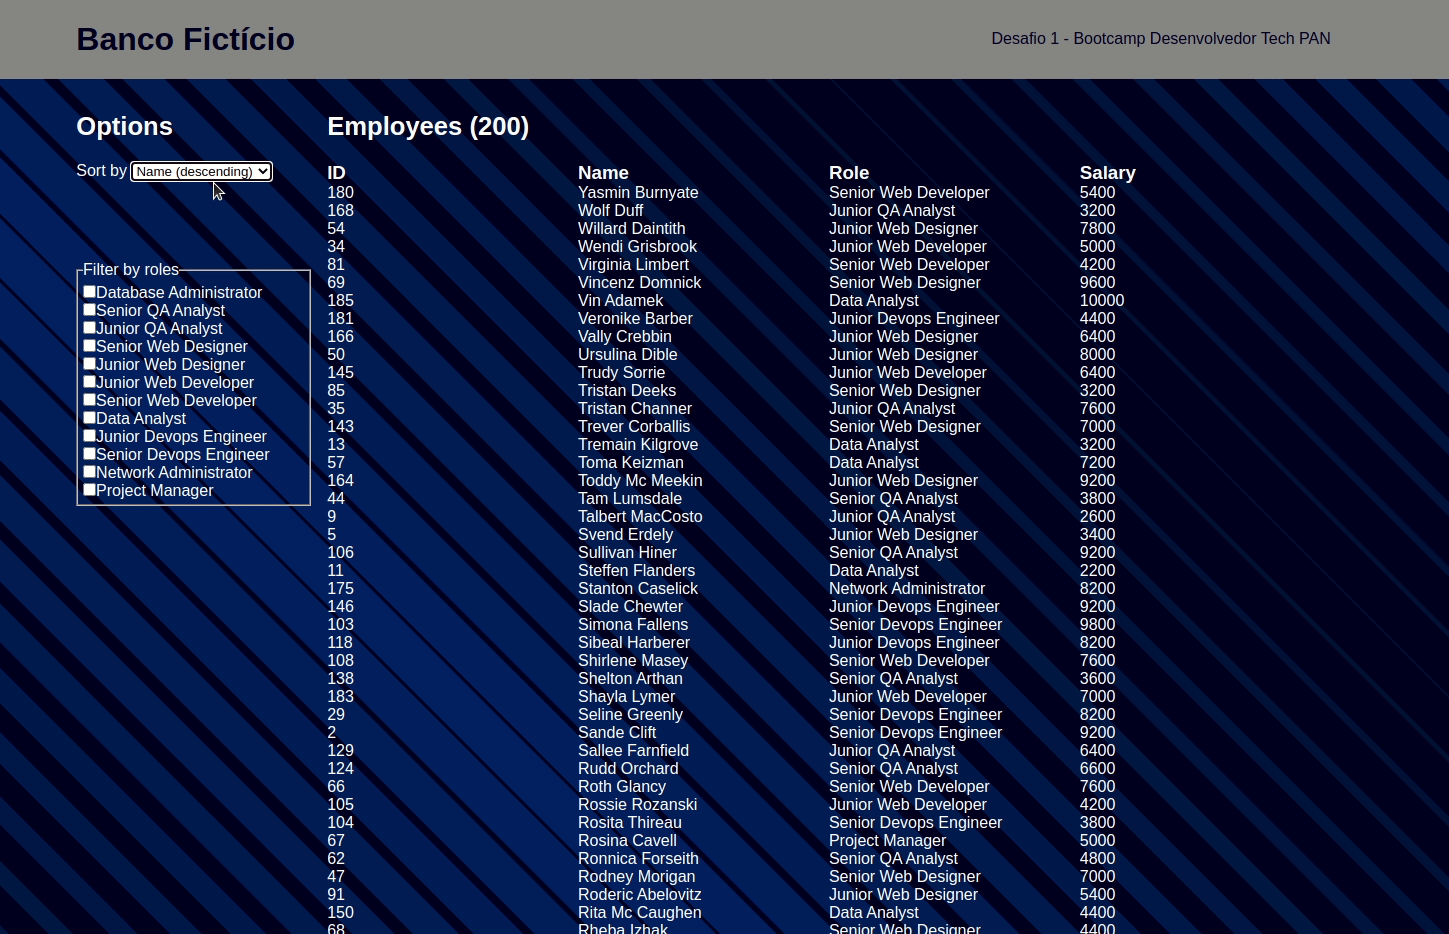 Banco Fictício
Desafio 1 - Bootcamp Desenvolvedor Tech PAN
Options
Sort by Name (descending)
Filter by roles
Database Administrator
Senior QA Analyst
Junior QA Analyst
Senior Web Designer
Junior Web Designer
Junior Web Developer
Senior Web Developer
Data Analyst
Junior Devops Engineer
Senior Devops Engineer
Network Administrator
Project Manager
Employees (200)
ID Name Role Salary
180 Yasmin Burnyate Senior Web Developer 5400
168 Wolf Duff Junior QA Analyst 3200
54 Willard Daintith Junior Web Designer 7800
34 Wendi Grisbrook Junior Web Developer 5000
81 Virginia Limbert Senior Web Developer 4200
69 Vincenz Domnick Senior Web Designer 9600
185 Vin Adamek Data Analyst 10000
181 Veronike Barber Junior Devops Engineer 4400
166 Vally Crebbin Junior Web Designer 6400
50 Ursulina Dible Junior Web Designer 8000
145 Trudy Sorrie Junior Web Developer 6400
85 Tristan Deeks Senior Web Designer 3200
35 Tristan Channer Junior QA Analyst 7600
143 Trever Corballis Senior Web Designer 7000
13 Tremain Kilgrove Data Analyst 3200
57 Toma Keizman Data Analyst 7200
164 Toddy Mc Meekin Junior Web Designer 9200
44 Tam Lumsdale Senior QA Analyst 3800
9 Talbert MacCosto Junior QA Analyst 2600
5 Svend Erdely Junior Web Designer 3400
106 Sullivan Hiner Senior QA Analyst 9200
11 Steffen Flanders Data Analyst 2200
175 Stanton Caselick Network Administrator 8200
146 Slade Chewter Junior Devops Engineer 9200
103 Simona Fallens Senior Devops Engineer 9800
118 Sibeal Harberer Junior Devops Engineer 8200
108 Shirlene Masey Senior Web Developer 7600
138 Shelton Arthan Senior QA Analyst 3600
183 Shayla Lymer Junior Web Developer 7000
29 Seline Greenly Senior Devops Engineer 8200
2 Sande Clift Senior Devops Engineer 9200
129 Sallee Farnfield Junior QA Analyst 6400
124 Rudd Orchard Senior QA Analyst 6600
66 Roth Glancy Senior Web Developer 7600
105 Rossie Rozanski Junior Web Developer 4200
104 Rosita Thireau Senior Devops Engineer 3800
67 Rosina Cavell Project Manager 5000
62 Ronnica Forseith Senior QA Analyst 4800
47 Rodney Morigan Senior Web Designer 7000
91 Roderic Abelovitz Junior Web Designer 5400
150 Rita Mc Caughen Data Analyst 4400
68 Rheba Izhak Senior Web Designer 4400